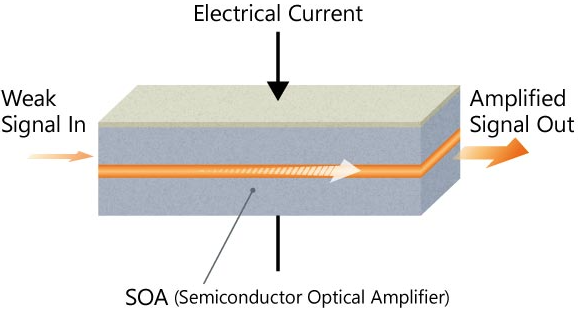 Electrical Current
Weak
Signal In
Amplified
Signal Out
SOA (Semiconductor Optical Amplifier)